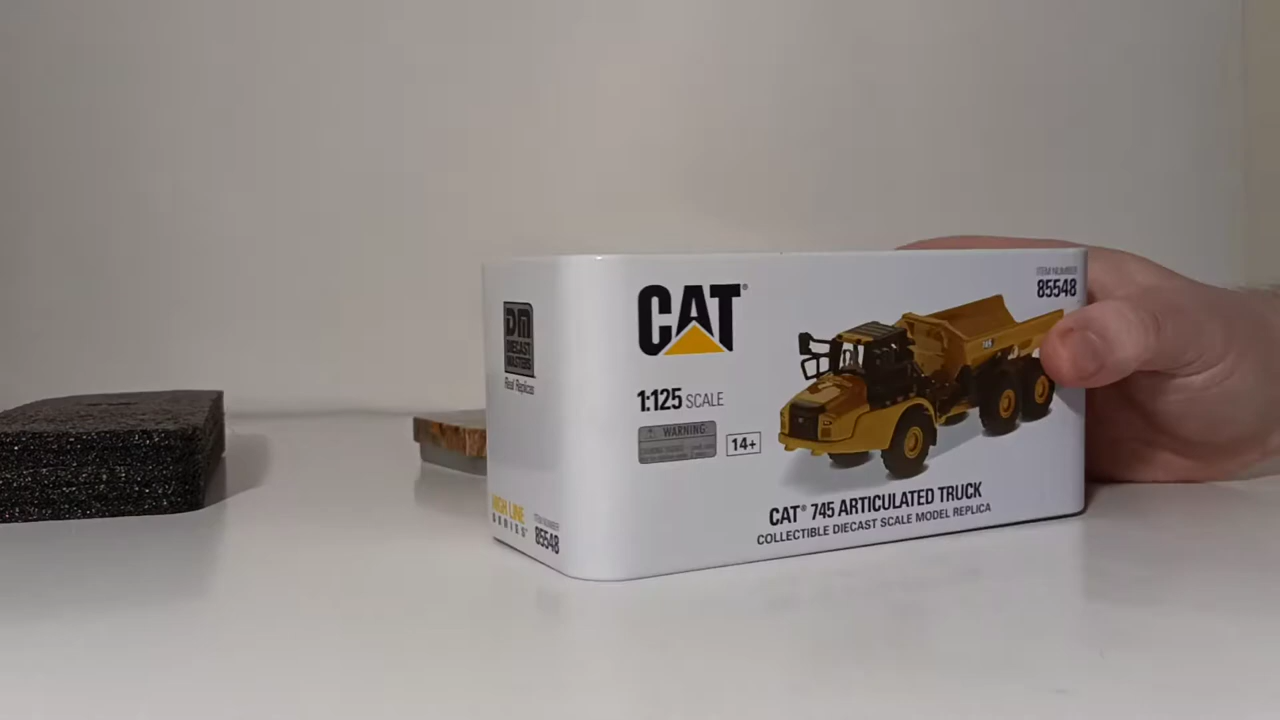 DM
DIECAST
MASTERS
Real Replicas
HIGH LINE
SERIES
ITEM NUMBER
85548
CAT®
1:125 SCALE
WARNING:
14+
ITEM NUMBER
85548
745
CAT® 745 ARTICULATED TRUCK
COLLECTIBLE DIECAST SCALE MODEL REPLICA